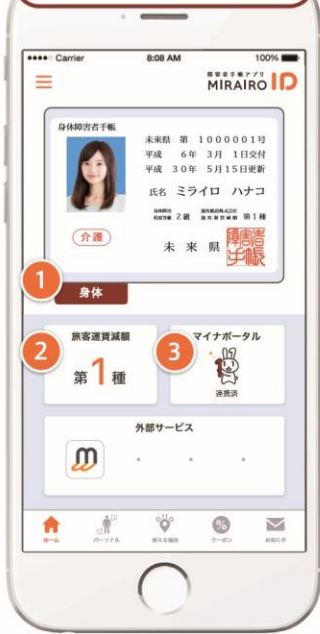 Carrier
8:08 AM
100%
障害者手帳アプリ
MIRAIRO ID
身体障害者手帳
未来県 第 1000001号
平成 6年 3月 1日交付
平成 30年 5月15日更新
氏名 ミライロ ハナコ
2級
第1種
介護
未来県
1
身体
2
旅客運賃減額
第1種
3
マイナポータル
連携済
外部サービス
ホーム
パーソナル
使える場所
クーポン
お知らせ